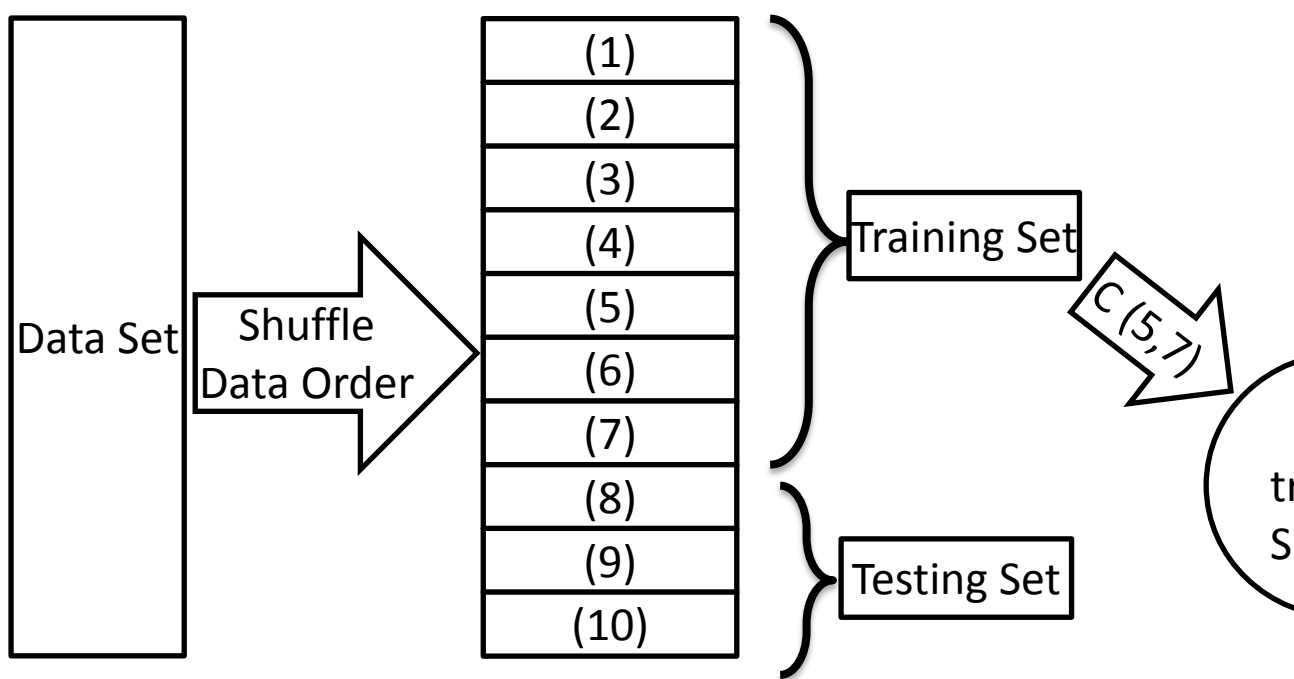 Data Set
Shuffle
Data Order
(1)
(2)
(3)
(4)
(5)
(6)
(7)
(8)
(9)
(10)
Training Set
Testing Set
C (5,7)